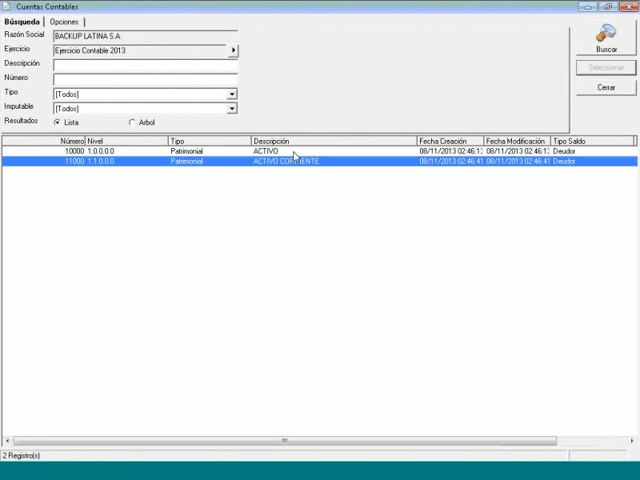 Cuentas Contables
Búsqueda Opciones
Razón Social BACKUP LATINA S.A.
Ejercicio Ejercicio Contable 2013
Descripción
Número
Tipo [Todos]
Imputable [Todos]
Resultados Lista Arbol
Buscar
Seleccionar
Cerrar
Número Nivel Tipo Descripción Fecha Creación Fecha Modificación Tipo Saldo
10000 1.0.0.0.0 Patrimonial ACTIVO 08/11/2013 02:46:13 08/11/2013 02:46:13 Deudor
11000 1.1.0.0.0 Patrimonial ACTIVO CORRIENTE 08/11/2013 02:46:41 08/11/2013 02:46:41 Deudor
2 Registro(s)